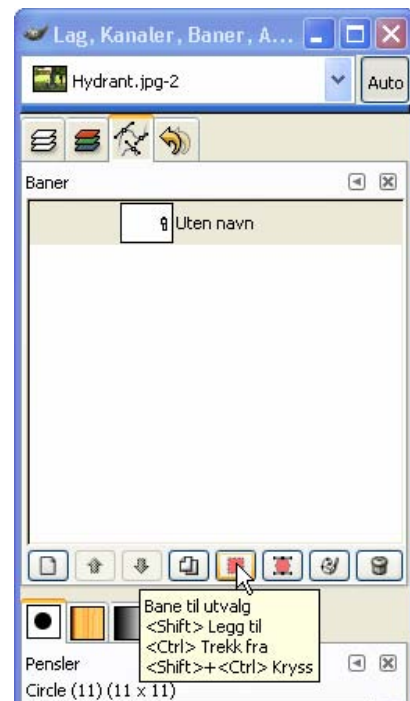 Lag, Kanaler, Baner, A...
Hydrant.jpg-2
Auto
Baner
Uten navn
Bane til utvalg
<Shift> Legg til
<Ctrl> Trekk fra
<Shift>+<Ctrl> Kryss
Pensler
Circle (11) (11 x 11)